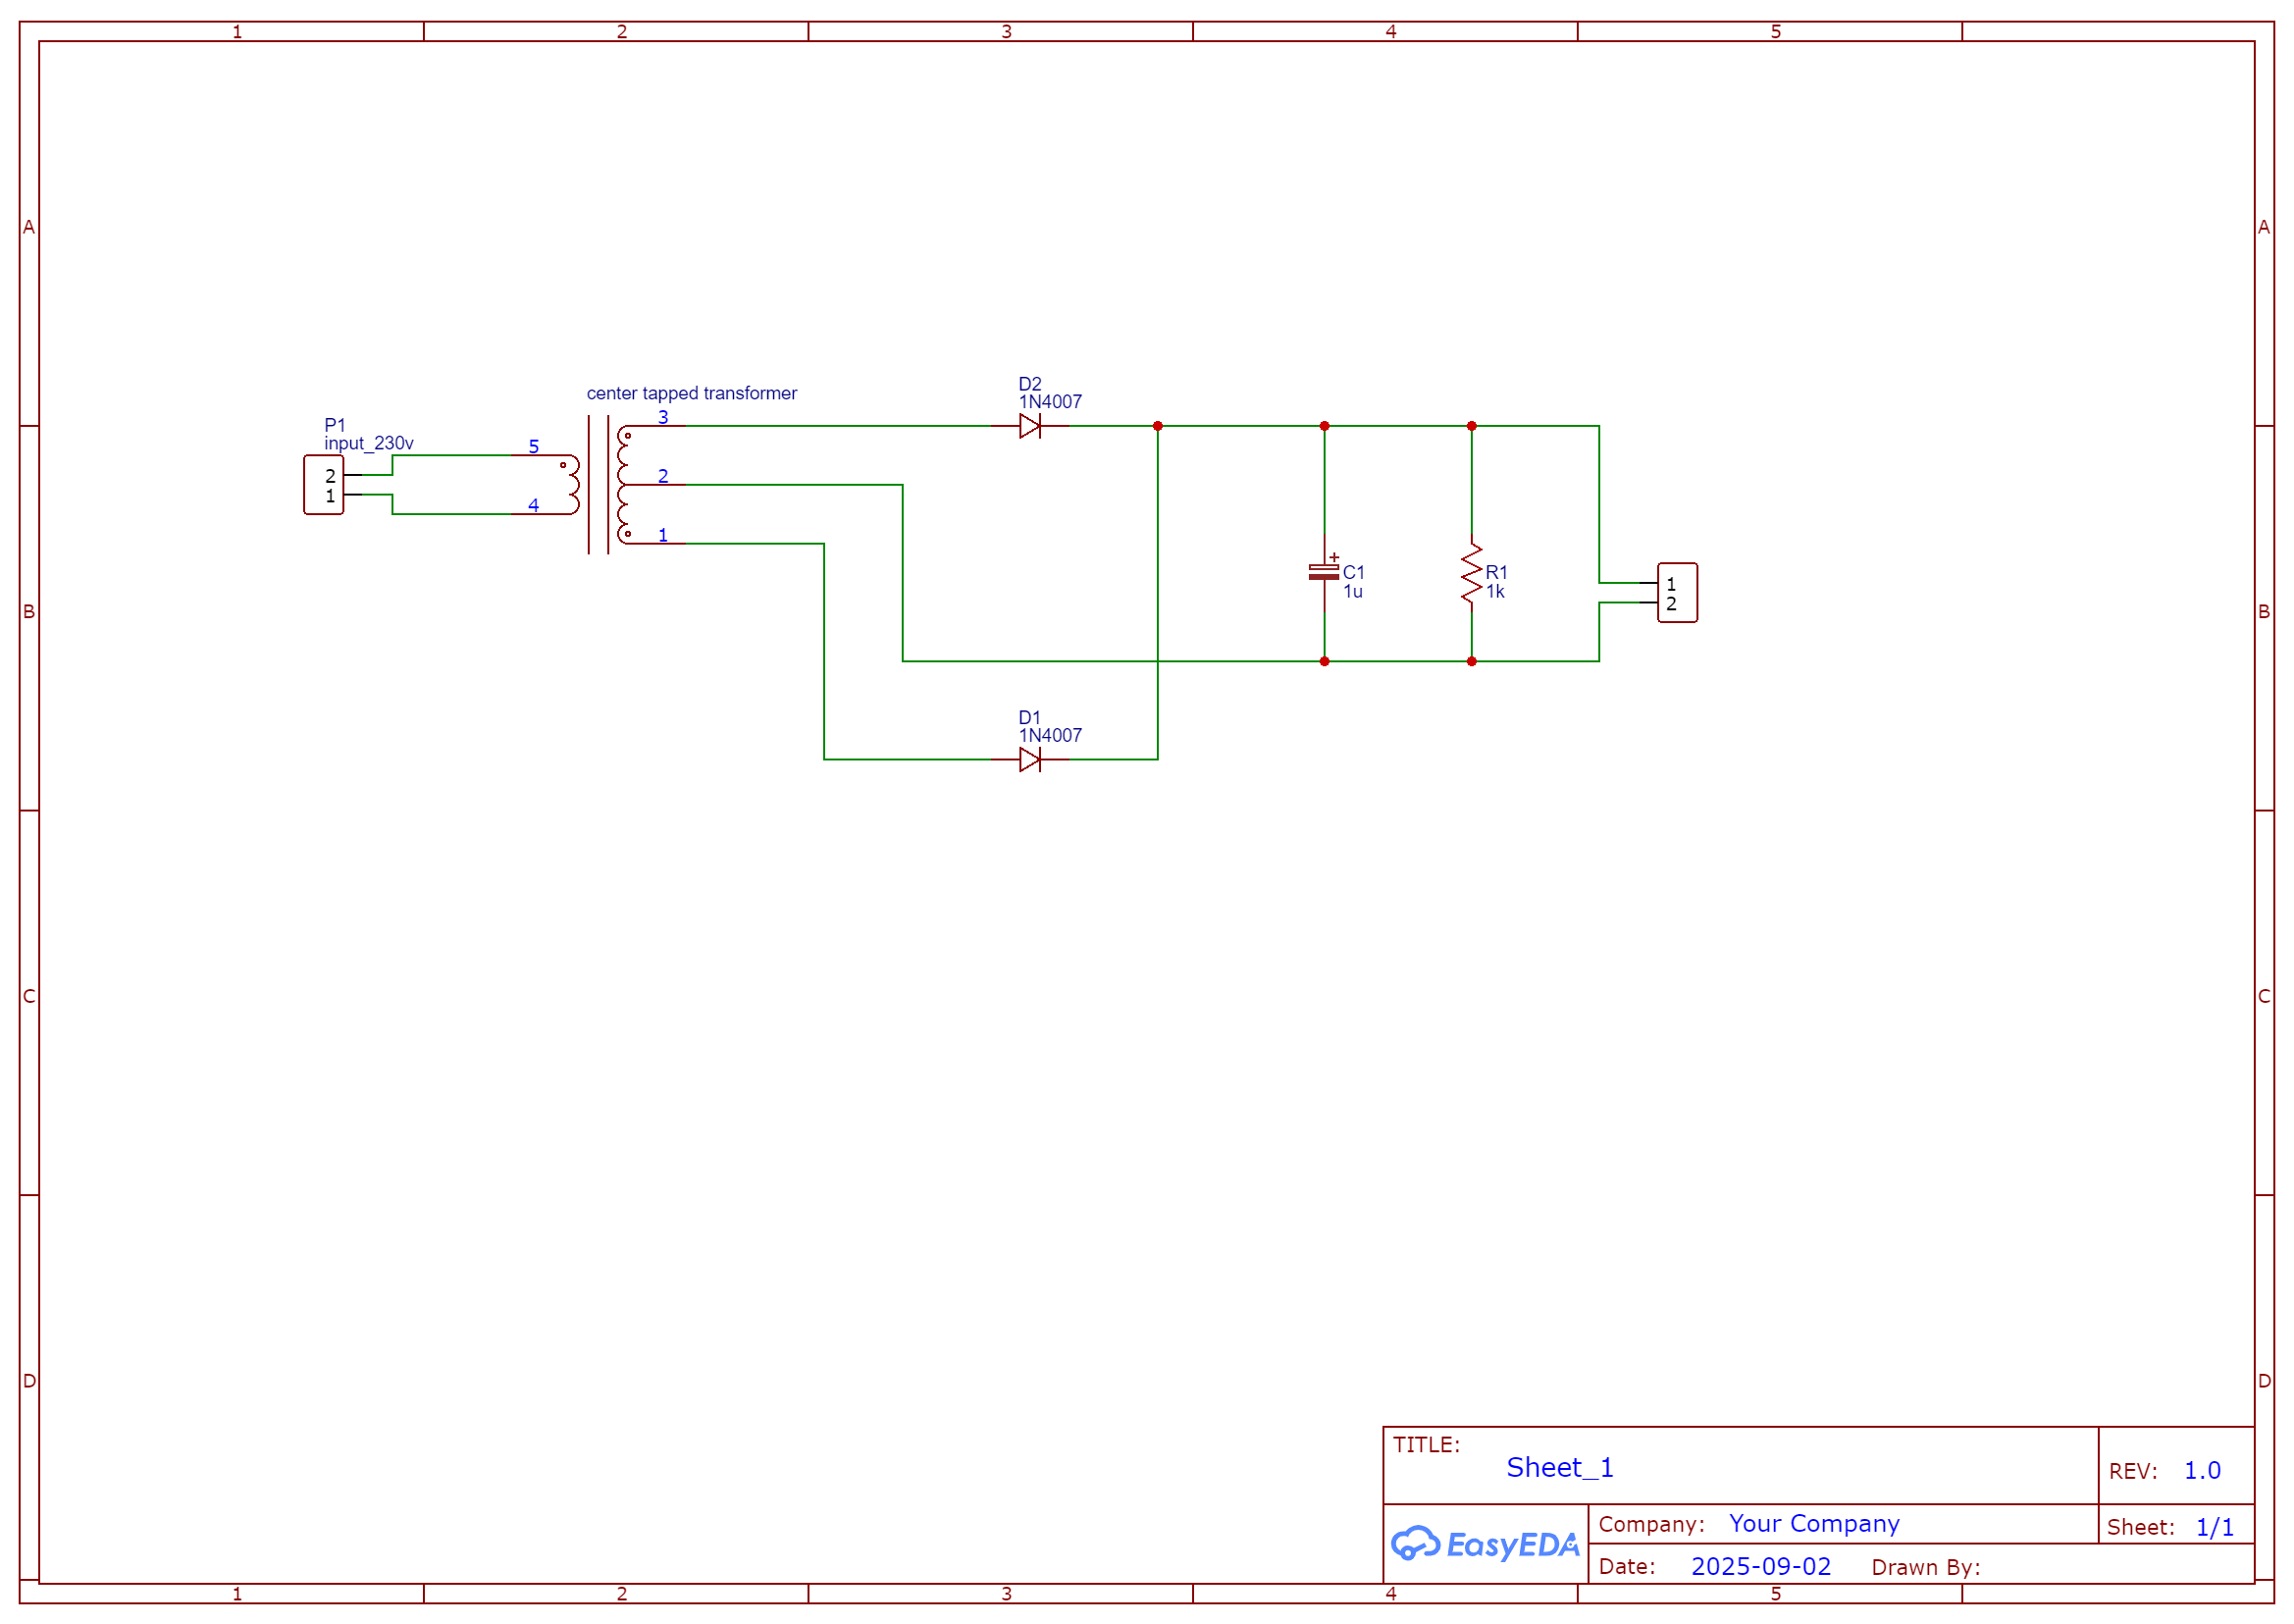 1 2 3 4 5
A A
center tapped transformer
D2
1N4007
P1
input_230v
3
5
2
2
1
4
1
+
C1
1u
R1
1k
1
2
B B
D1
1N4007
C C
D D
TITLE:
Sheet_1
REV: 1.0
EasyEDA
Company: Your Company
Sheet: 1/1
Date: 2025-09-02 Drawn By:
1 2 3 4 5